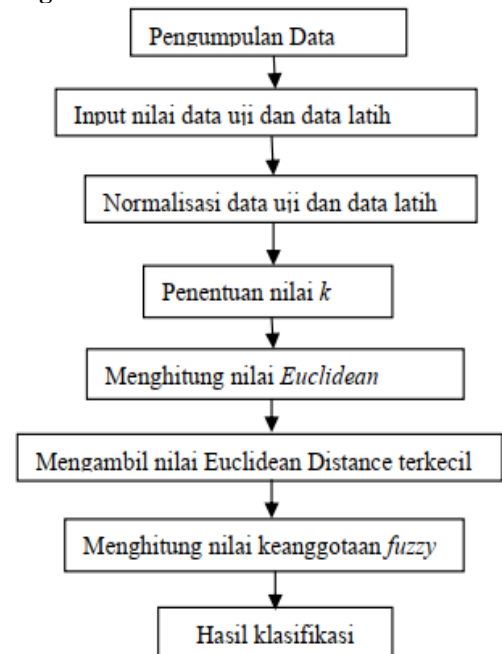 Pengumpulan Data
Input nilai data uji dan data latih
Normalisasi data uji dan data latih
Penentuan nilai k
Menghitung nilai Euclidean
Mengambil nilai Euclidean Distance terkecil
Menghitung nilai keanggotaan fuzzy
Hasil klasifikasi